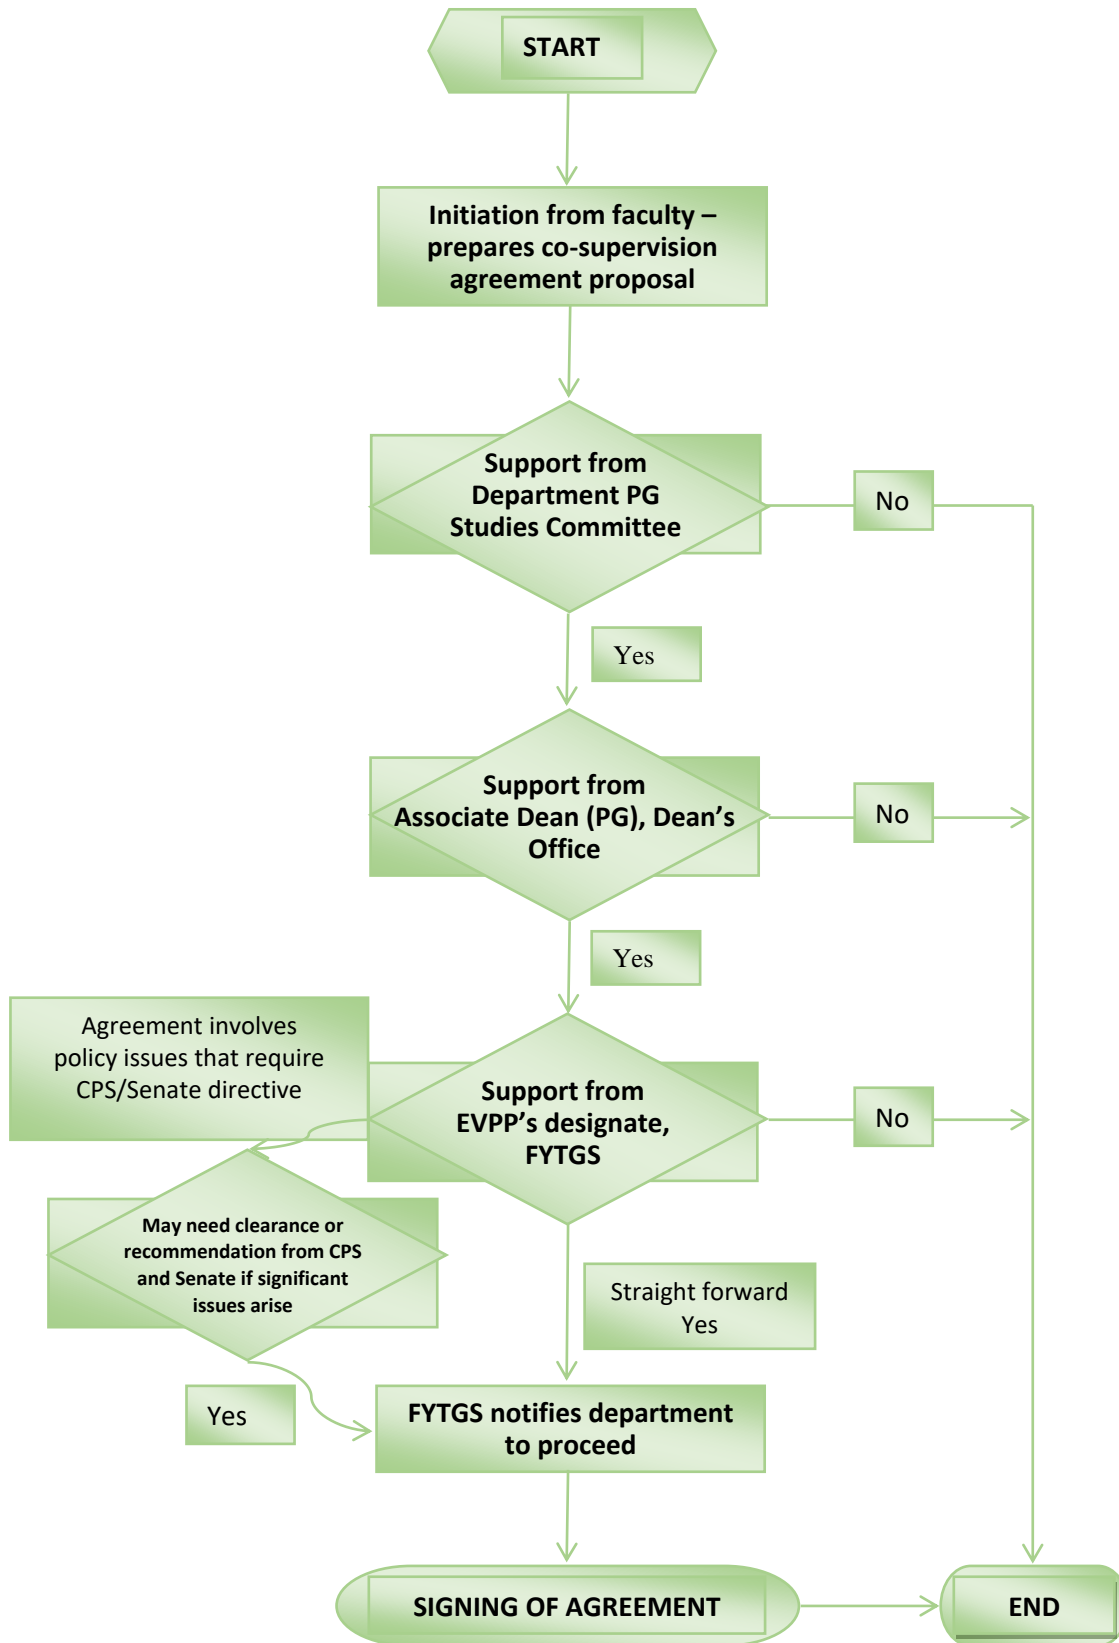 START
Initiation from faculty –
prepares co-supervision
agreement proposal
Support from
Department PG
Studies Committee
No
Yes
Support from
Associate Dean (PG), Dean’s
Office
No
Yes
Agreement involves
policy issues that require
CPS/Senate directive
Support from
EVPP’s designate,
FYTGS
No
May need clearance or
recommendation from CPS
and Senate if significant
issues arise
Straight forward
Yes
Yes
FYTGS notifies department
to proceed
SIGNING OF AGREEMENT
END